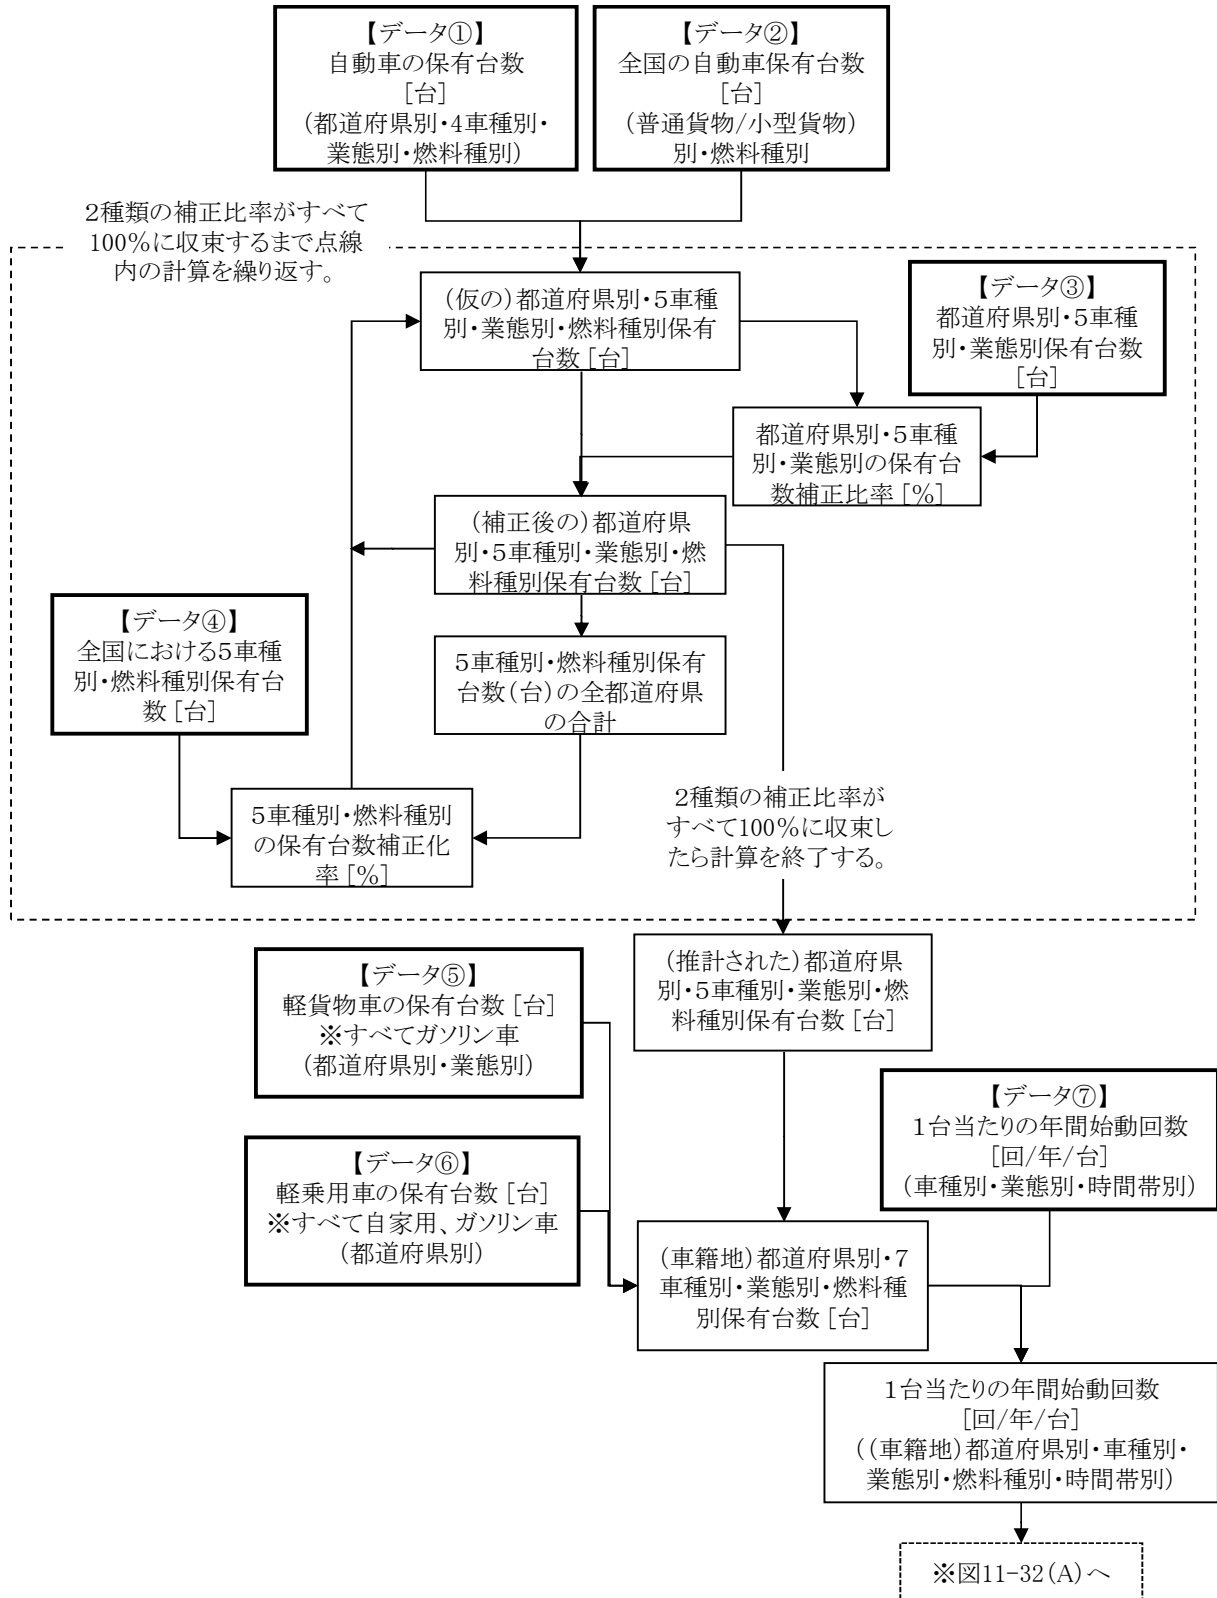 【データ①】
自動車の保有台数
[台]
(都道府県別・4車種別・
業態別・燃料種別)
【データ②】
全国の自動車保有台数
[台]
(普通貨物/小型貨物)
別・燃料種別
2種類の補正比率がすべて
100%に収束するまで点線
内の計算を繰り返す。
(仮の)都道府県別・5車種
別・業態別・燃料種別保有
台数[台]
【データ③】
都道府県別・5車種
別・業態別保有台数
[台]
都道府県別・5車種
別・業態別の保有台
数補正比率[%]
(補正後の)都道府県
別・5車種別・業態別・燃
料種別保有台数[台]
【データ④】
全国における5車種
別・燃料種別保有台
数[台]
5車種別・燃料種別保有
台数(台)の全都道府県
の合計
5車種別・燃料種別
の保有台数補正化
率[%]
2種類の補正比率が
すべて100%に収束し
たら計算を終了する。
(推計された)都道府県
別・5車種別・業態別・燃
料種別保有台数[台]
【データ⑤】
軽貨物車の保有台数[台]
※すべてガソリン車
(都道府県別・業態別)
【データ⑥】
軽乗用車の保有台数[台]
※すべて自家用、ガソリン車
(都道府県別)
【データ⑦】
1台当たりの年間始動回数
[回/年/台]
(車種別・業態別・時間帯別)
(車籍地)都道府県別・7
車種別・業態別・燃料種
別保有台数[台]
1台当たりの年間始動回数
[回/年/台]
((車籍地)都道府県別・車種別・
業態別・燃料種別・時間帯別)
※図11-32(A)へ